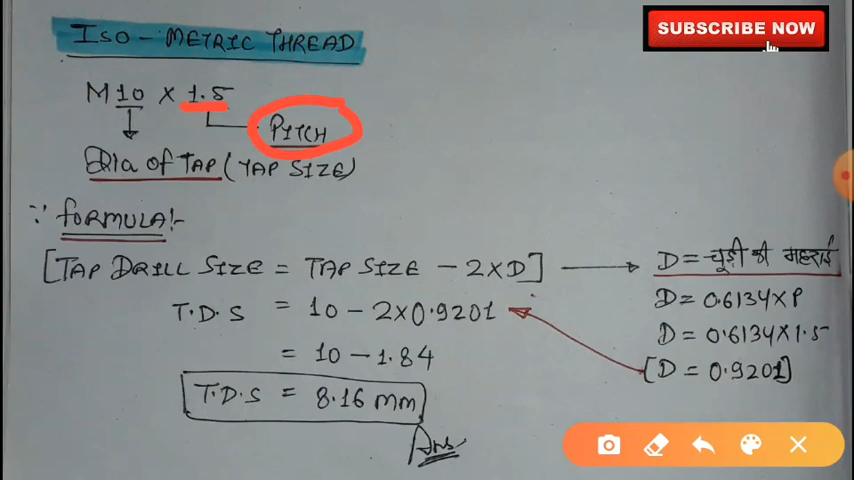 ISO-METRIC THREAD
SUBSCRIBE NOW
M10 × 1.5
PITCH
Dia of TAP (TAP SIZE)
∵ FORMULA!-
[TAP DRILL SIZE = TAP SIZE - 2×D]
D = चूड़ी की गहराई
T.D.S = 10 - 2×0.9201
D = 0.6134×P
D = 0.6134×1.5
= 10 - 1.84
[D = 0.9201]
T.D.S = 8.16 mm
Ans